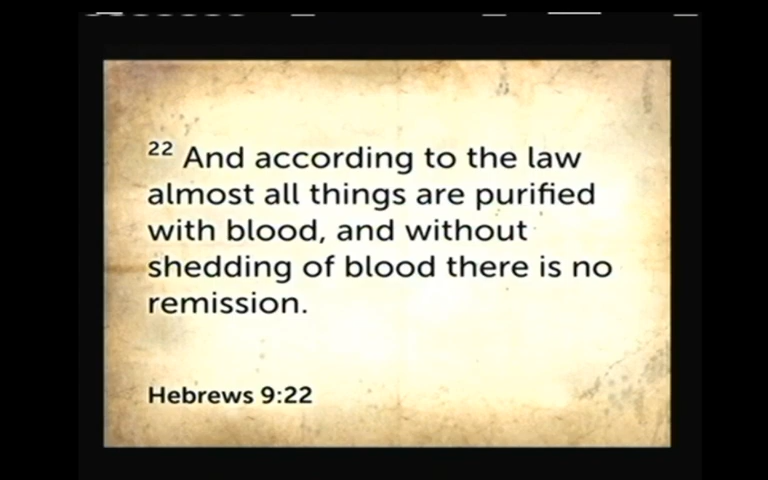 22 And according to the law
almost all things are purified
with blood, and without
shedding of blood there is no
remission.
Hebrews 9:22